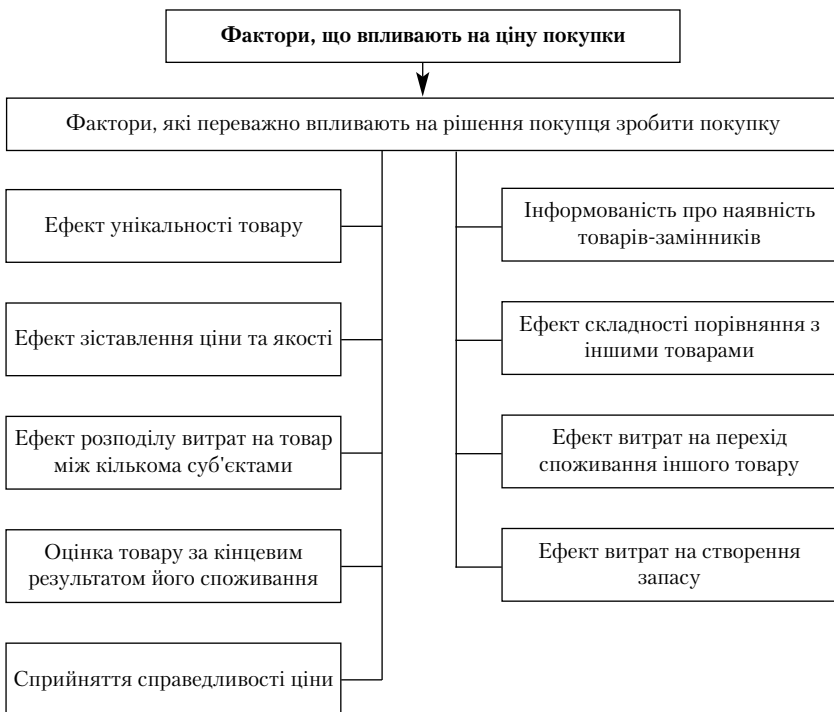 Фактори, що впливають на ціну покупки
Фактори, які переважно впливають на рішення покупця зробити покупку
Ефект унікальності товару
Ефект зіставлення ціни та якості
Ефект розподілу витрат на товар
між кількома суб'єктами
Оцінка товару за кінцевим
результатом його споживання
Сприйняття справедливості ціни
Інформованість про наявність
товарів-замінників
Ефект складності порівняння з
іншими товарами
Ефект витрат на перехід
споживання іншого товару
Ефект витрат на створення
запасу